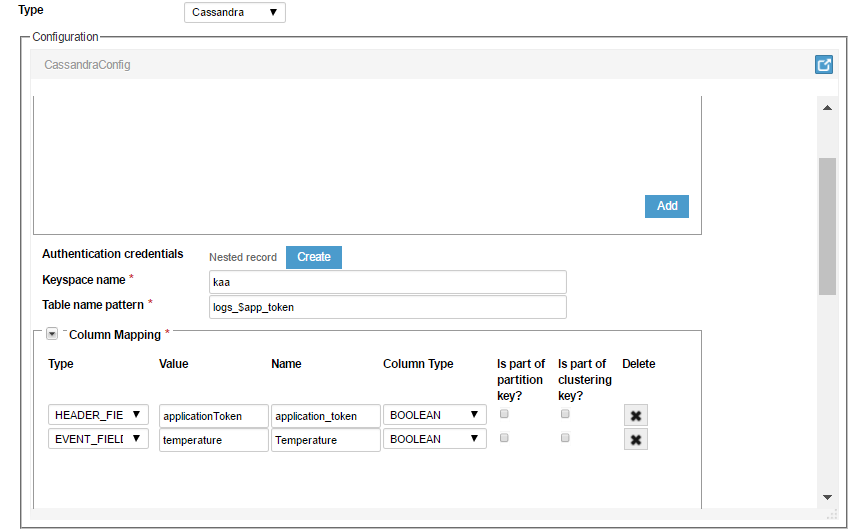 Type Cassandra
Configuration
CassandraConfig
Add
Authentication credentials Nested record Create
Keyspace name * kaa
Table name pattern * logs_$app_token
Column Mapping *
Type Value Name Column Type Is part of partition key? Is part of clustering key? Delete
HEADER_FIE applicationToken application_token BOOLEAN
EVENT_FIEL temperature Temperature BOOLEAN